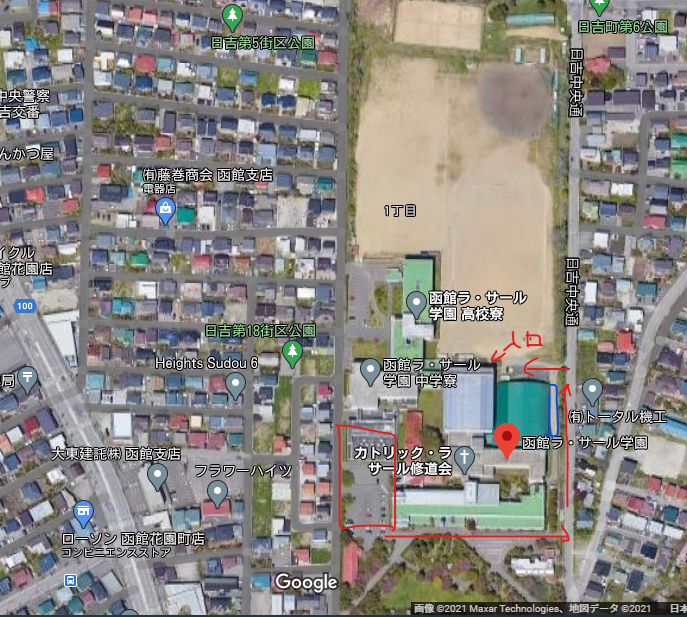 日吉第5街区公園
日吉町第6公園
日吉中央通
中央警察
吉交番
んかつ屋
(有)藤巻商会 函館支店
電器店
1丁目
イクル
館花園店
100
日吉中央通
函館ラ・サール
学園 高校寮
日吉第18街区公園
入口
Heights Sudou 6
函館ラ・サール
学園 中学寮
局
(有)トータル機工
函館ラ・サール学園
大東建託㈱ 函館支店
カトリック・ラ
サール修道会
フラワーハイツ
ローソン 函館花園町店
コンビニエンスストア
Google
画像 ©2021 Maxar Technologies、地図データ ©2021
日本